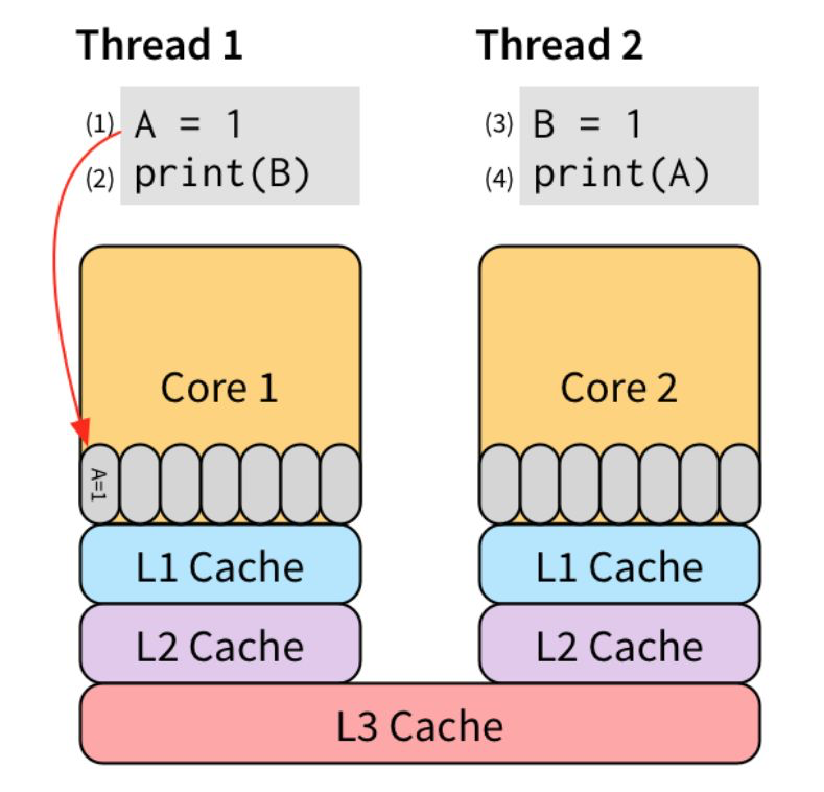 Thread 1
(1) A = 1
(2) print(B)
Thread 2
(3) B = 1
(4) print(A)
Core 1
Core 2
A=1
L1 Cache
L1 Cache
L2 Cache
L2 Cache
L3 Cache